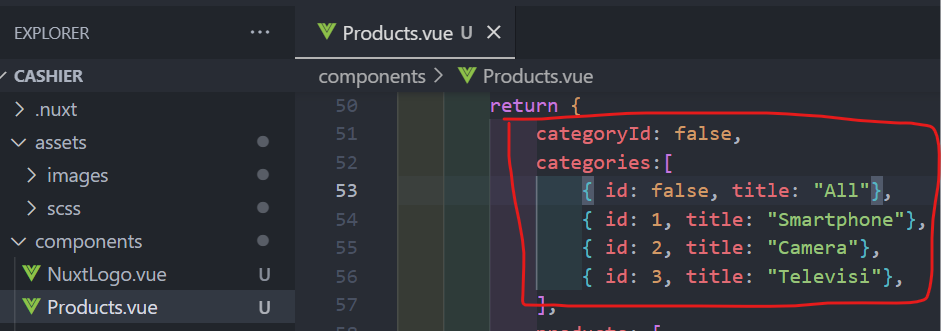 EXPLORER ···
CASHIER
.nuxt
assets
images
scss
components
NuxtLogo.vue U
Products.vue U
Products.vue U ×
components > Products.vue
50 return {
51 categoryId: false,
52 categories:[
53 { id: false, title: "All"},
54 { id: 1, title: "Smartphone"},
55 { id: 2, title: "Camera"},
56 { id: 3, title: "Televisi"},
57 ],
products: [